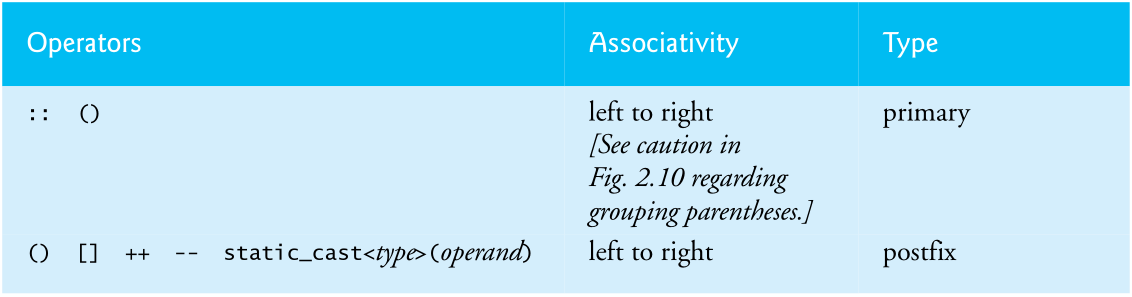 Operators Associativity Type
:: () left to right primary
[See caution in
Fig. 2.10 regarding
grouping parentheses.]
() [] ++ -- static_cast<type>(operand) left to right postfix